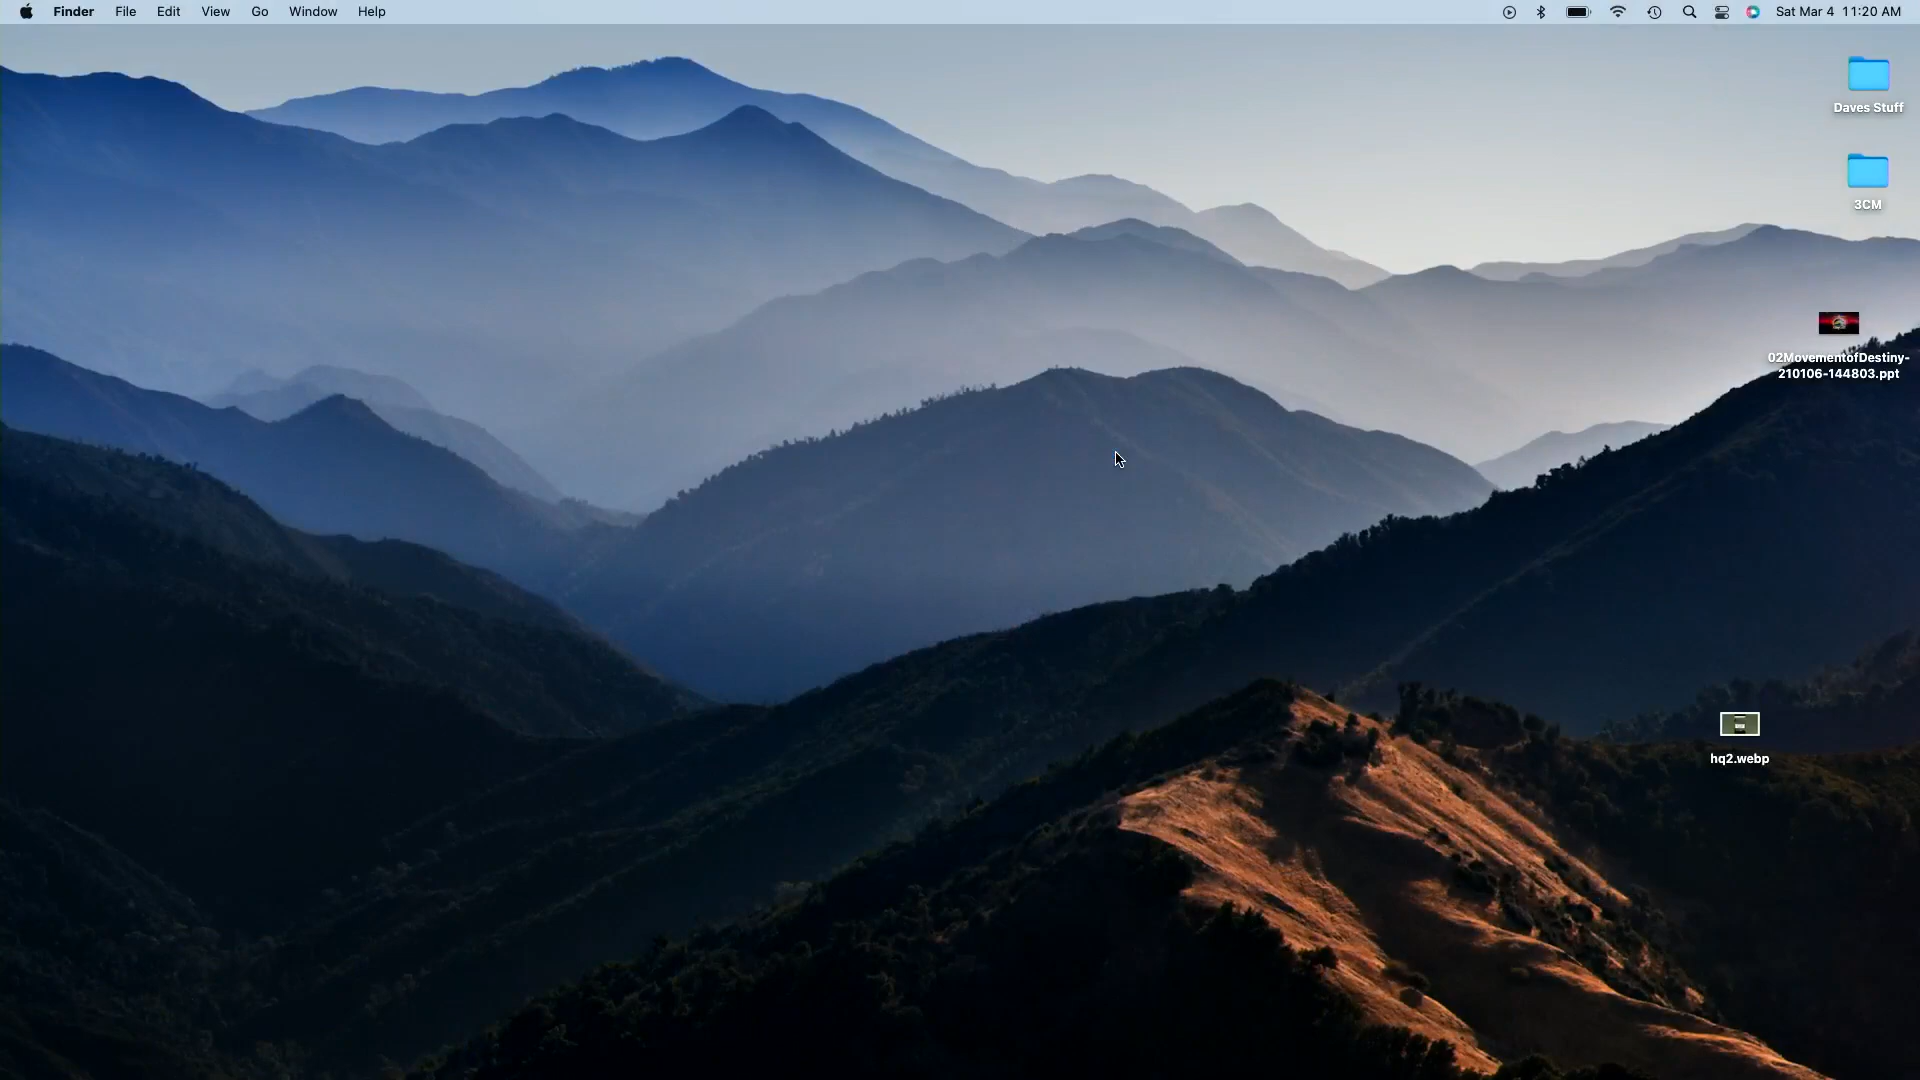 Finder File Edit View Go Window Help Sat Mar 4 11:20 AM
Daves Stuff
3CM
02MovementofDestiny-
210106-144803.ppt
hq2.webp